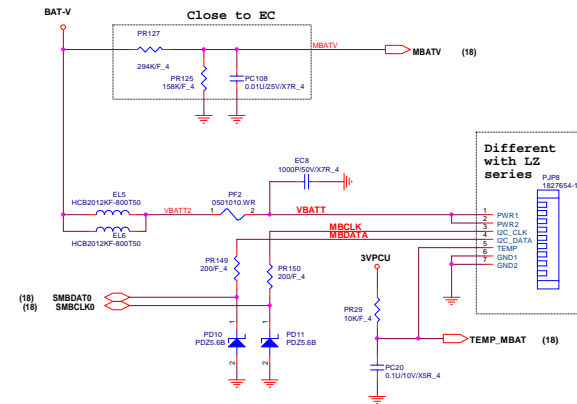 BAT-V
Close to EC
PR127
294K/F_4
PR125
158K/F_4
PC108
0.01U/25V/X7R_4
MBATV
MBATV (18)
EC8
1000P/50V/X7R_4
Different
with LZ
series
PJP8
1827654-1
EL5
HCB2012KF-800T50
VBATT2
EL6
HCB2012KF-800T50
PF2
0501010.WR
1 2
VBATT
MBCLK
MBDATA
1 PWR1
2 PWR2
3 I2C_CLK
4 I2C_DATA
5 TEMP
6 GND1
7 GND2
PR149
200/F_4
PR150
200/F_4
3VPCU
(18) SMBDAT0
(18) SMBCLK0
PR29
10K/F_4
1
PD10
PDZ5.6B
2
1
PD11
PDZ5.6B
2
TEMP_MBAT (18)
PC20
0.1U/10V/X5R_4